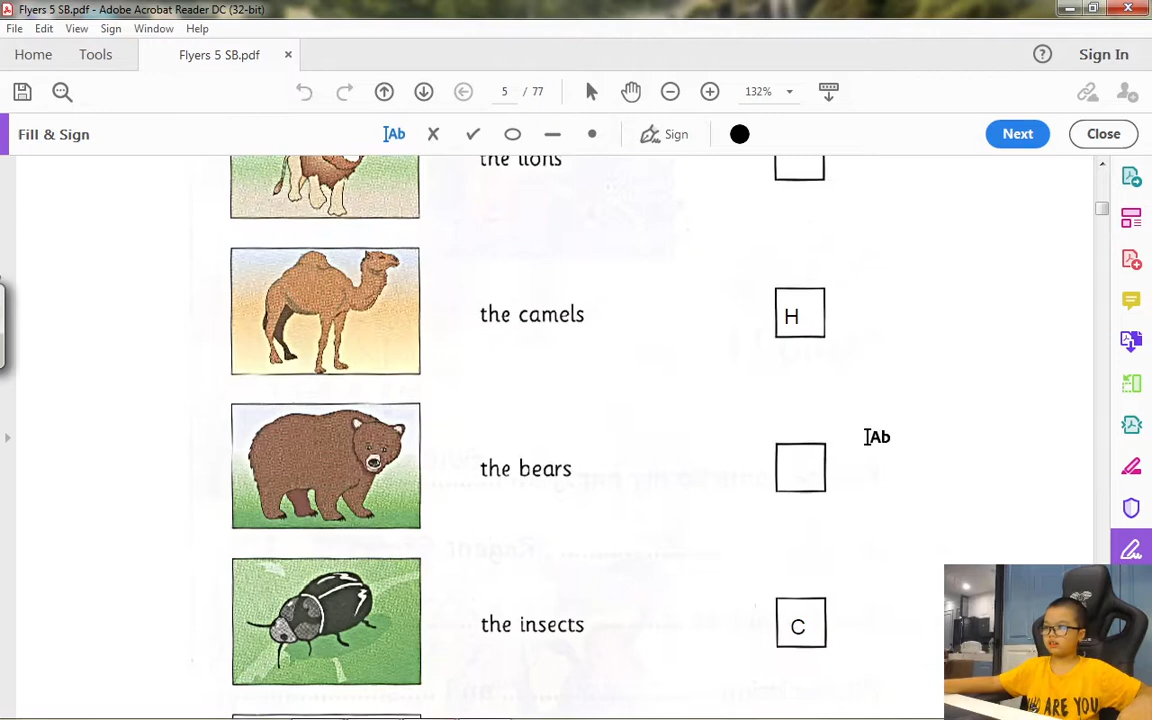 Flyers 5 SB.pdf - Adobe Acrobat Reader DC (32-bit)
File Edit View Sign Window Help
Home Tools Flyers 5 SB.pdf × ? Sign In
5 / 77 132%
Fill & Sign Ab Sign Next Close
the lions
the camels H
Ab
the bears
the insects C
ARE YOU